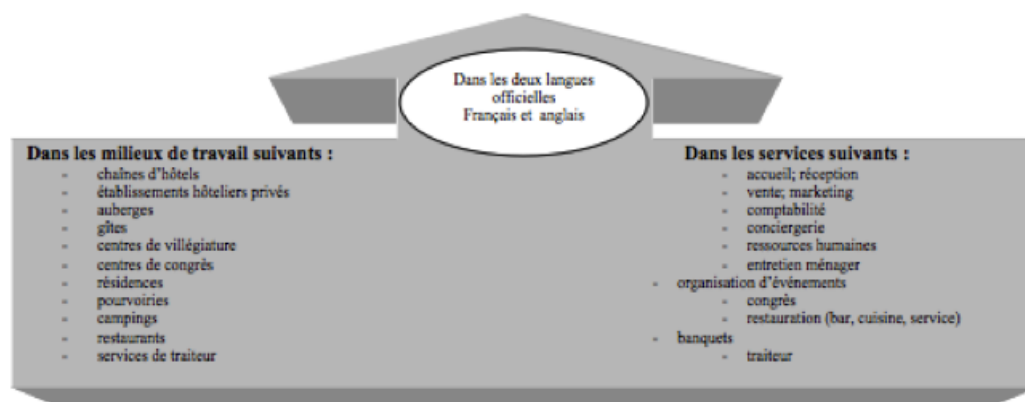 Dans les deux langues
officielles
Français et anglais
Dans les milieux de travail suivants :
- chaînes d'hôtels
- établissements hôteliers privés
- auberges
- gîtes
- centres de villégiature
- centres de congrès
- résidences
- pourvoiries
- campings
- restaurants
- services de traiteur
Dans les services suivants :
- accueil; réception
- vente; marketing
- comptabilité
- conciergerie
- ressources humaines
- entretien ménager
- organisation d'événements
- congrès
- restauration (bar, cuisine, service)
- banquets
- traiteur